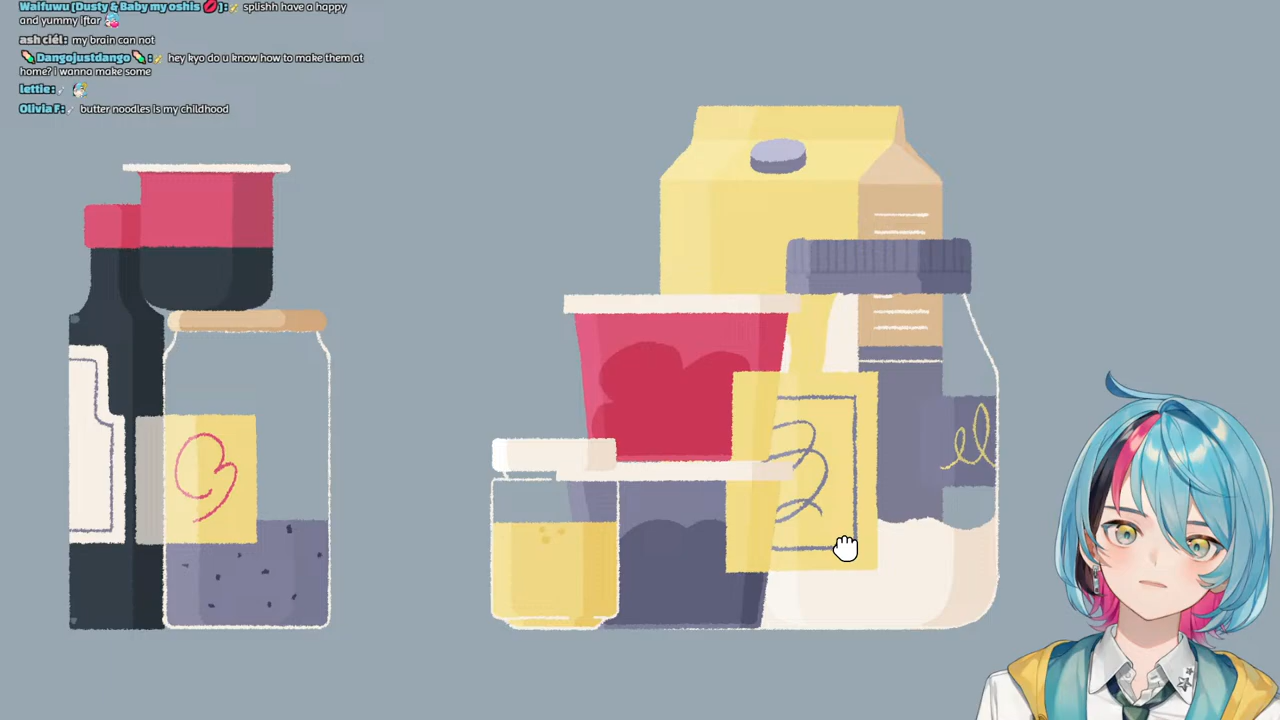 Waifuwu [Dusty & Baby my oshis 💋]: splishh have a happy
and yummy iftar
ash ciél: my brain can not
Dangojustdango: hey kyo do u know how to make them at
home? i wanna make some
lettie:
Olivia F: butter noodles is my childhood